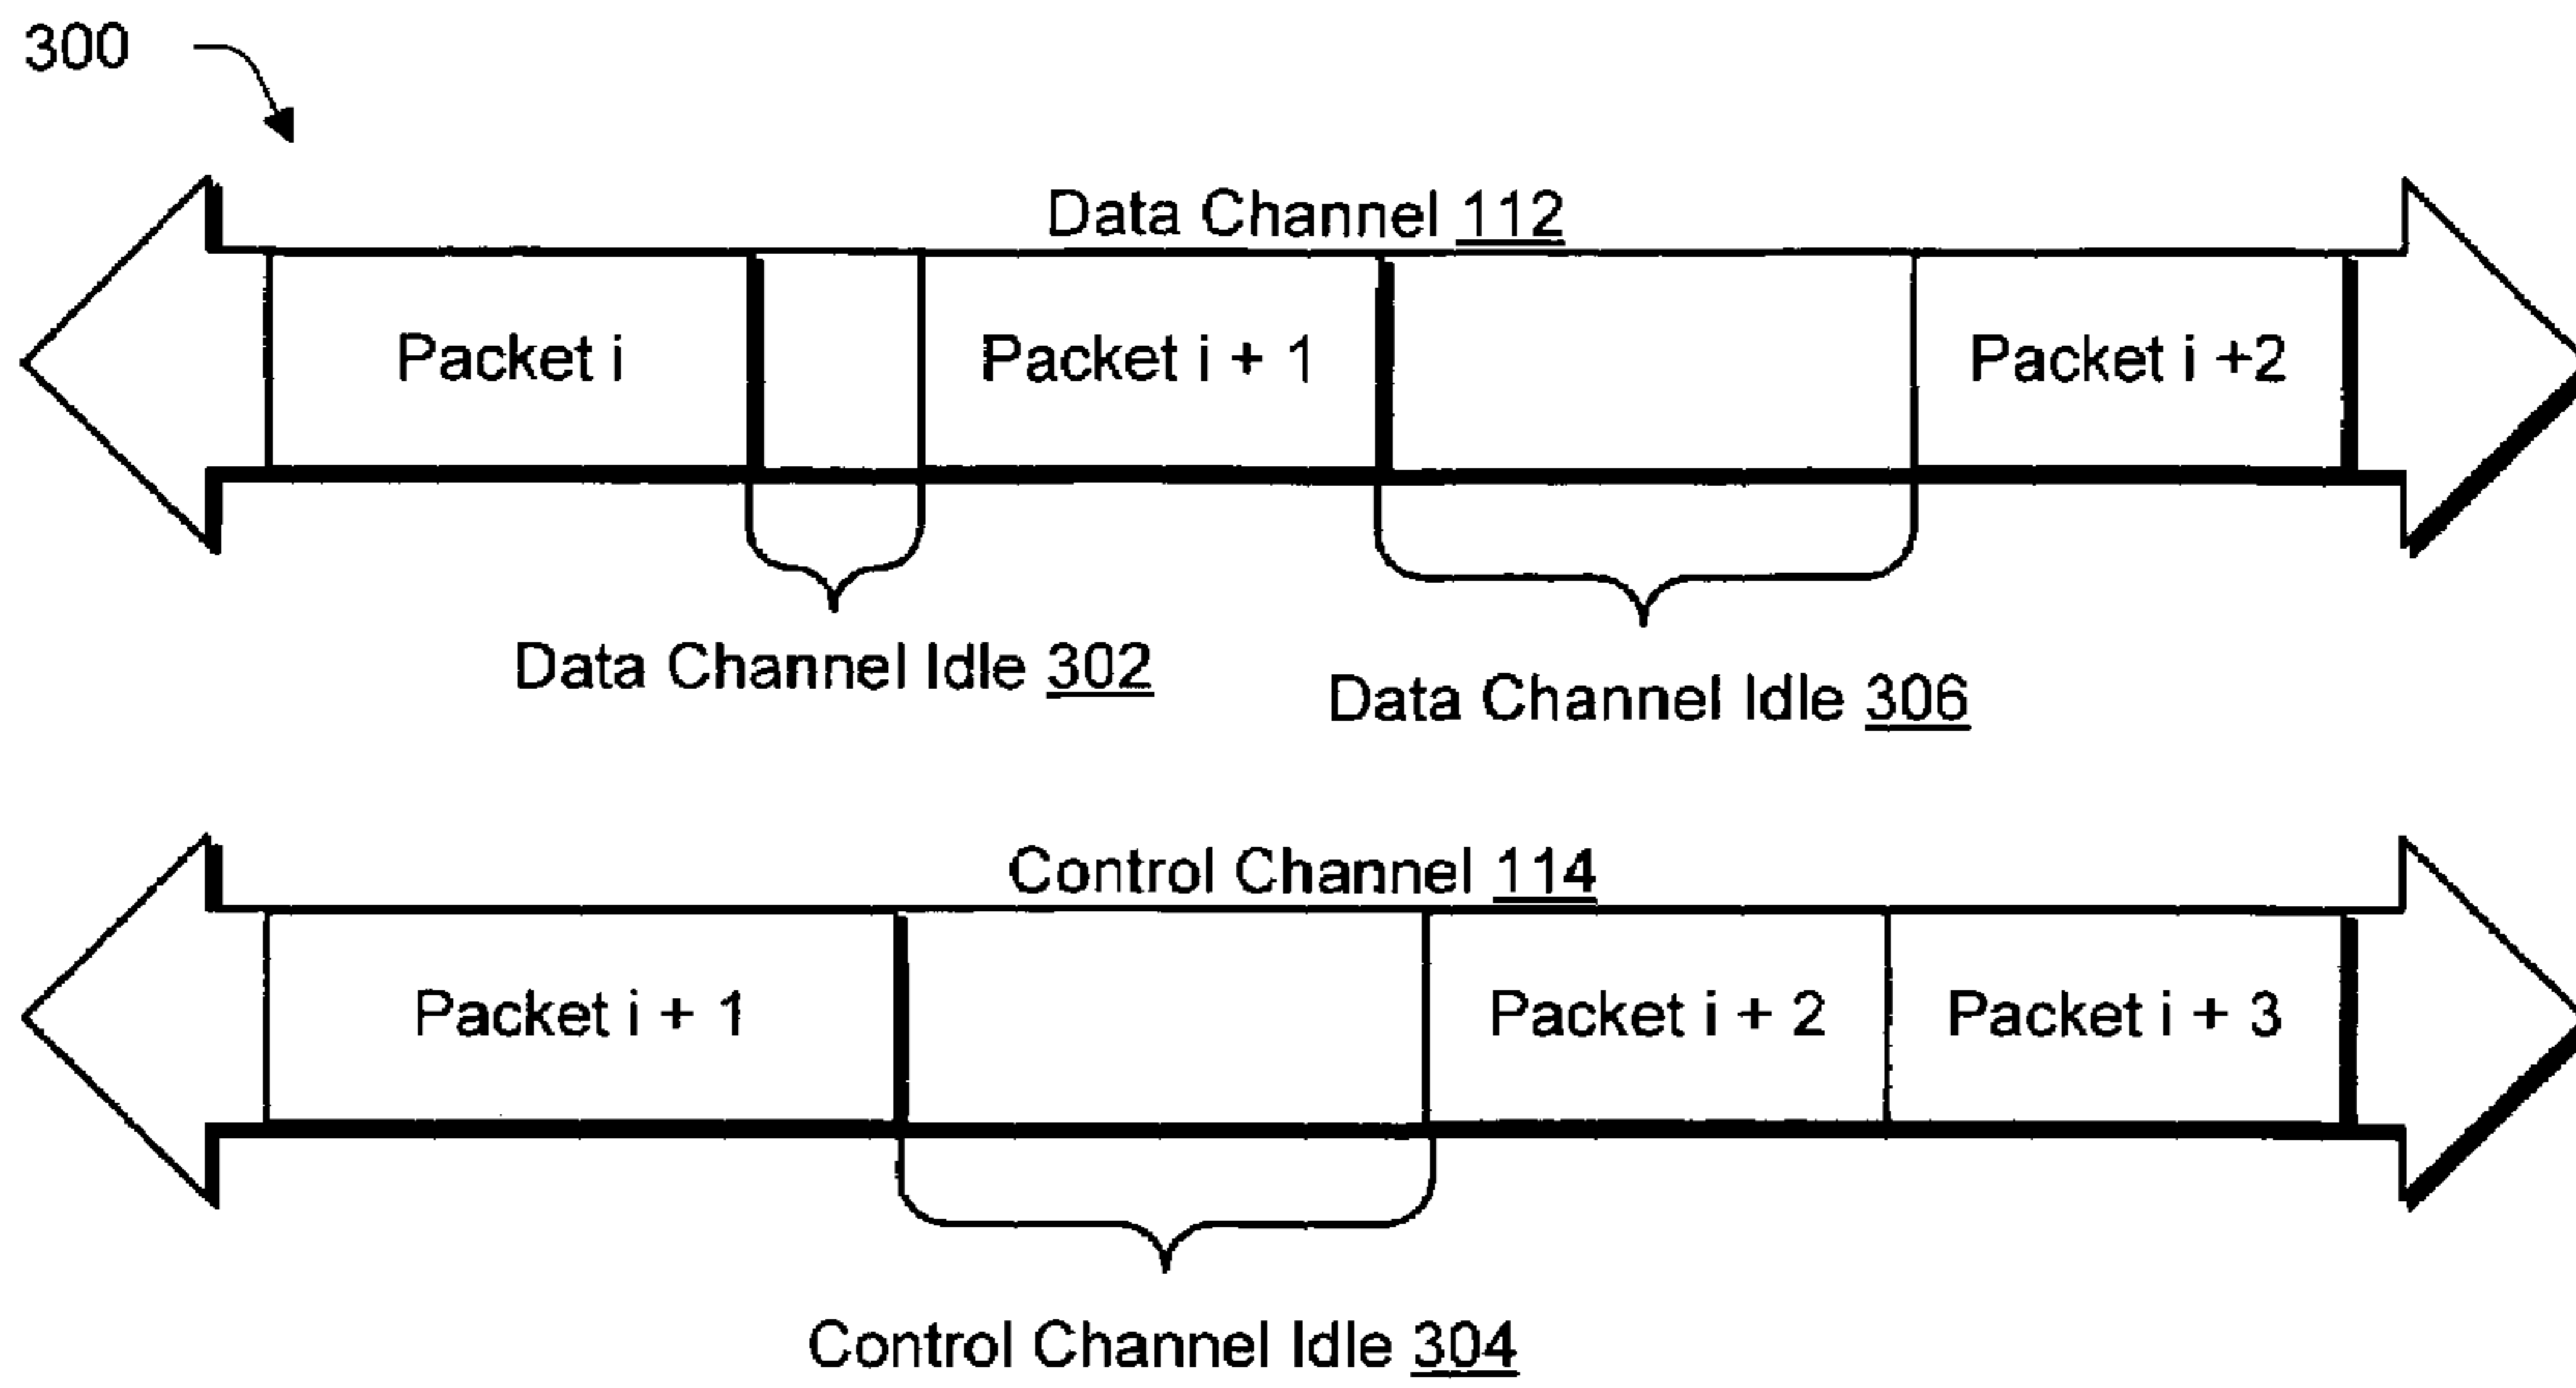 300
Data Channel 112
Packet i
Packet i + 1
Packet i +2
Data Channel Idle 302
Data Channel Idle 306
Control Channel 114
Packet i + 1
Packet i + 2
Packet i + 3
Control Channel Idle 304